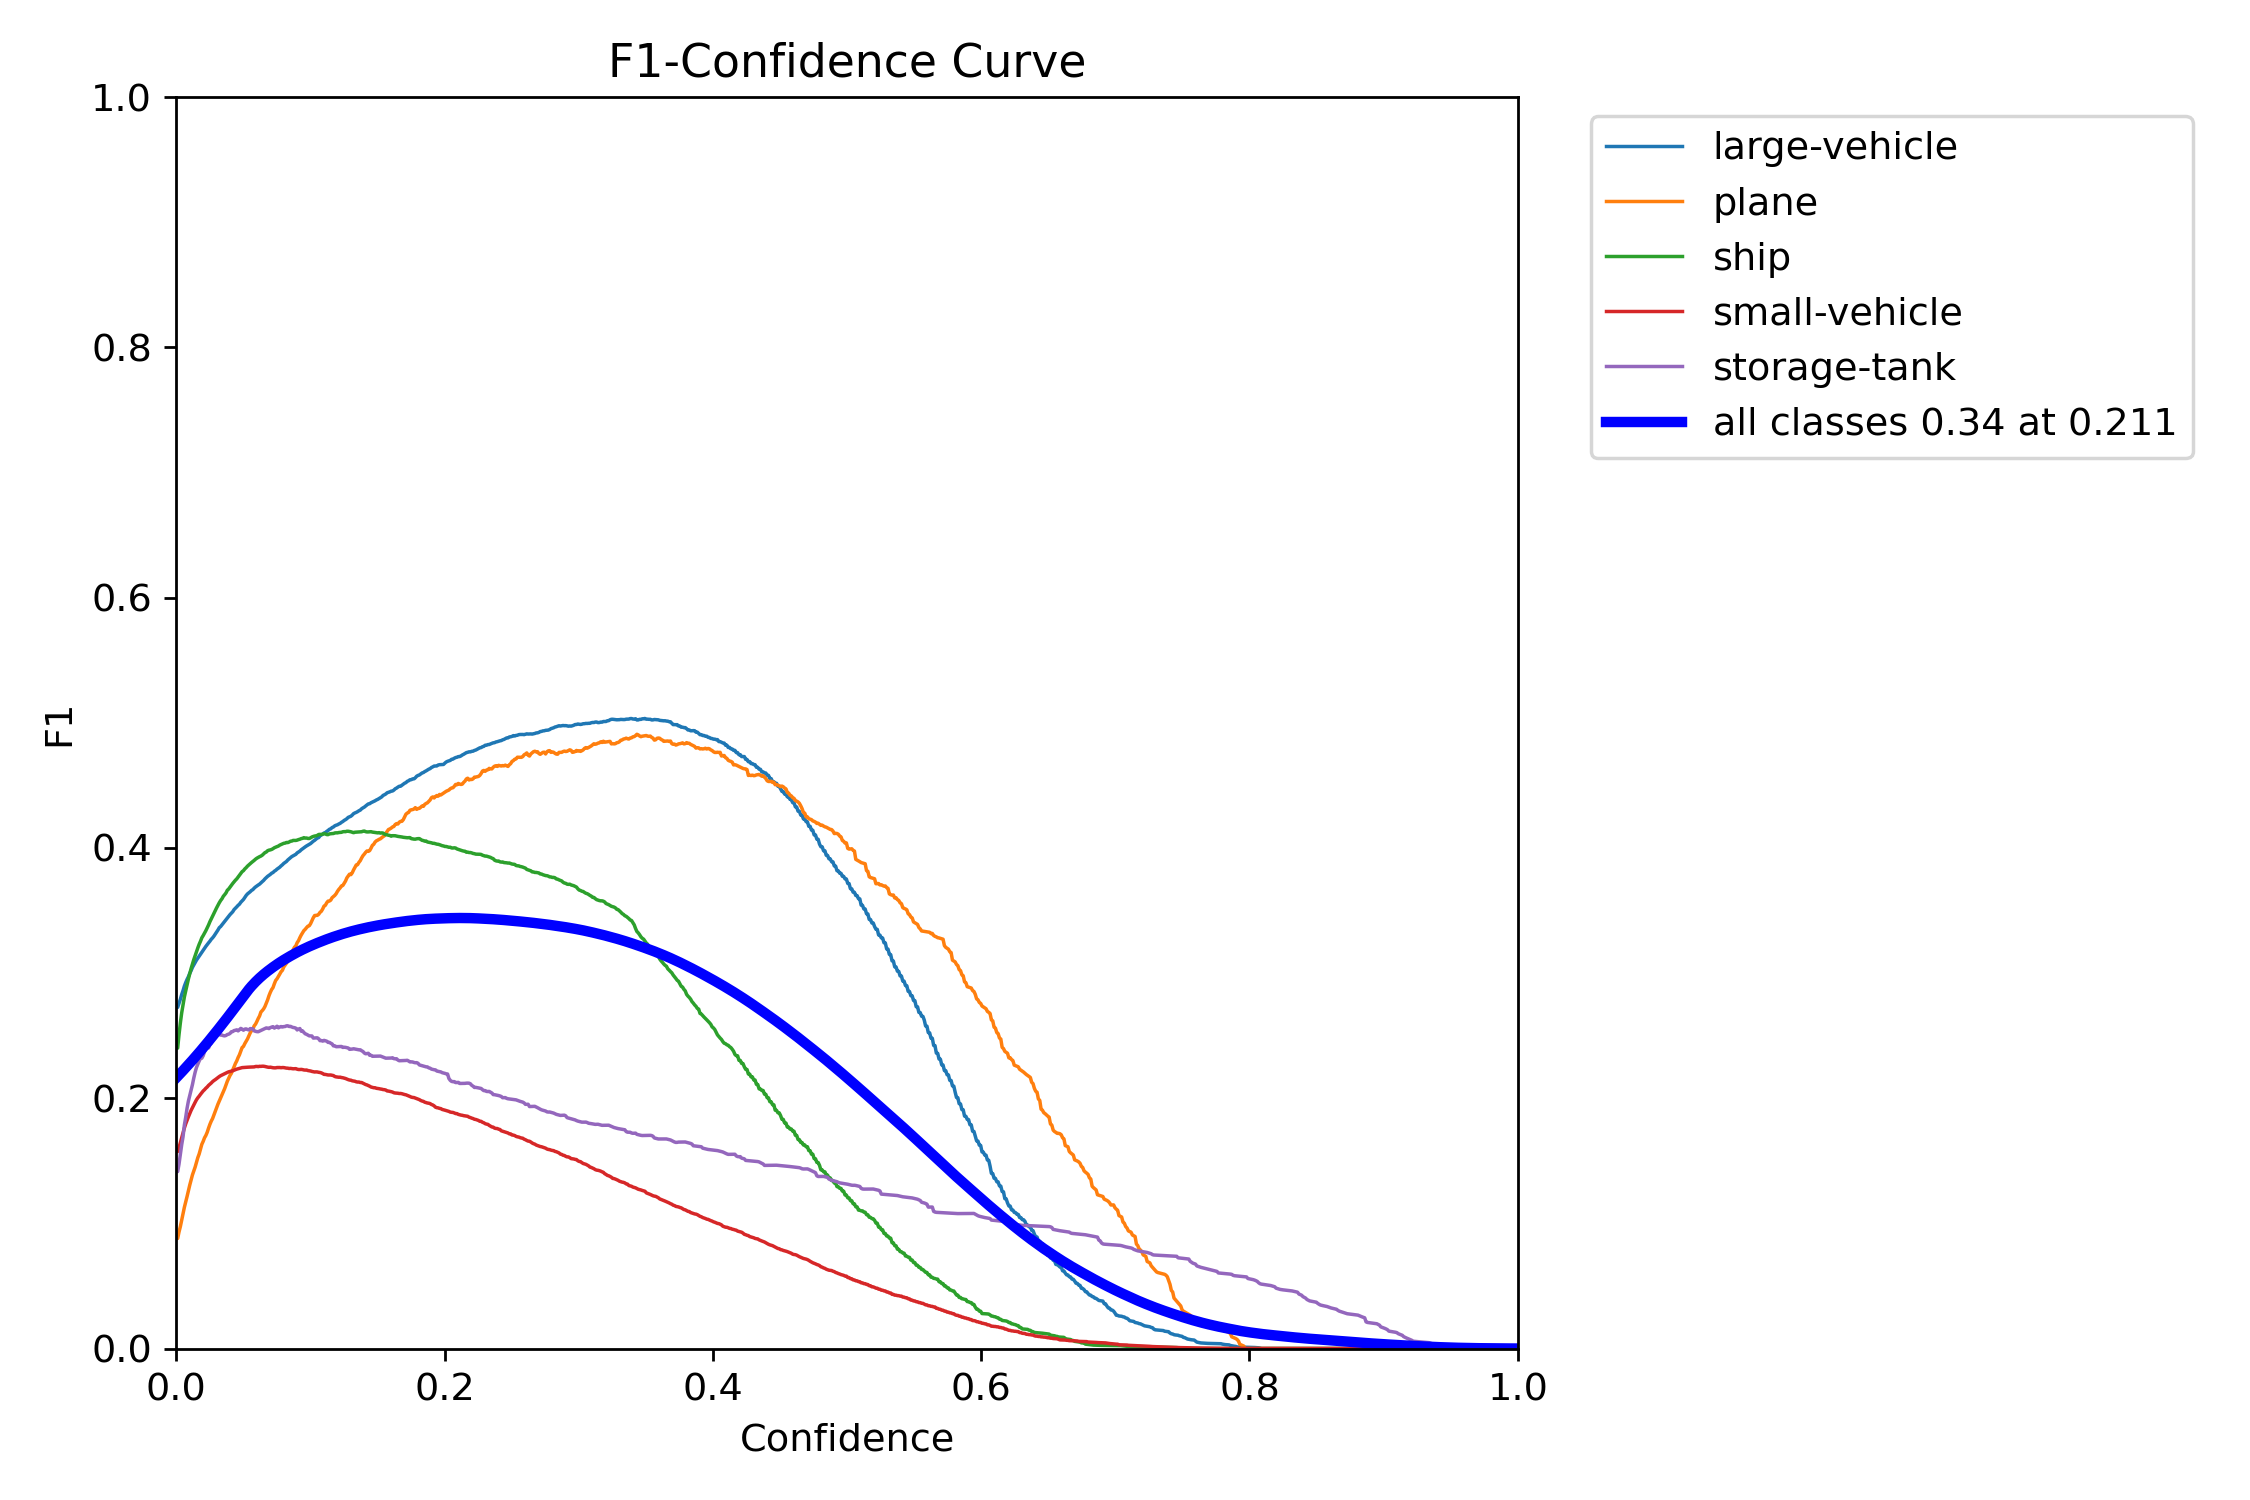 F1-Confidence Curve
1.0
0.8
0.6
0.4
0.2
0.0
F1
0.0 0.2 0.4 0.6 0.8 1.0
Confidence
large-vehicle
plane
ship
small-vehicle
storage-tank
all classes 0.34 at 0.211